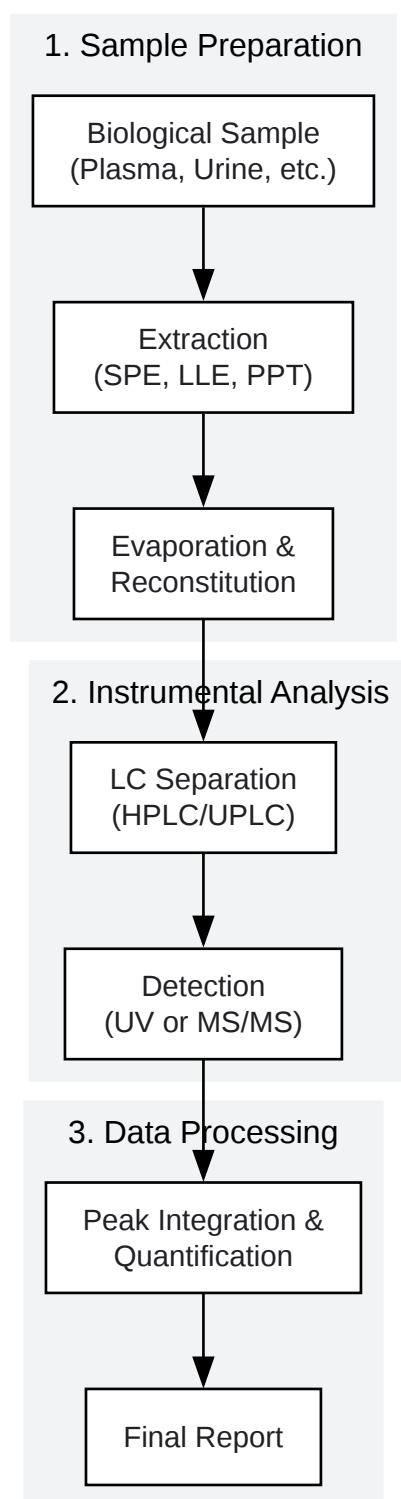 1. Sample Preparation
Biological Sample
(Plasma, Urine, etc.)
Extraction
(SPE, LLE, PPT)
Evaporation &
Reconstitution
2. Instrumental Analysis
LC Separation
(HPLC/UPLC)
Detection
(UV or MS/MS)
3. Data Processing
Peak Integration &
Quantification
Final Report